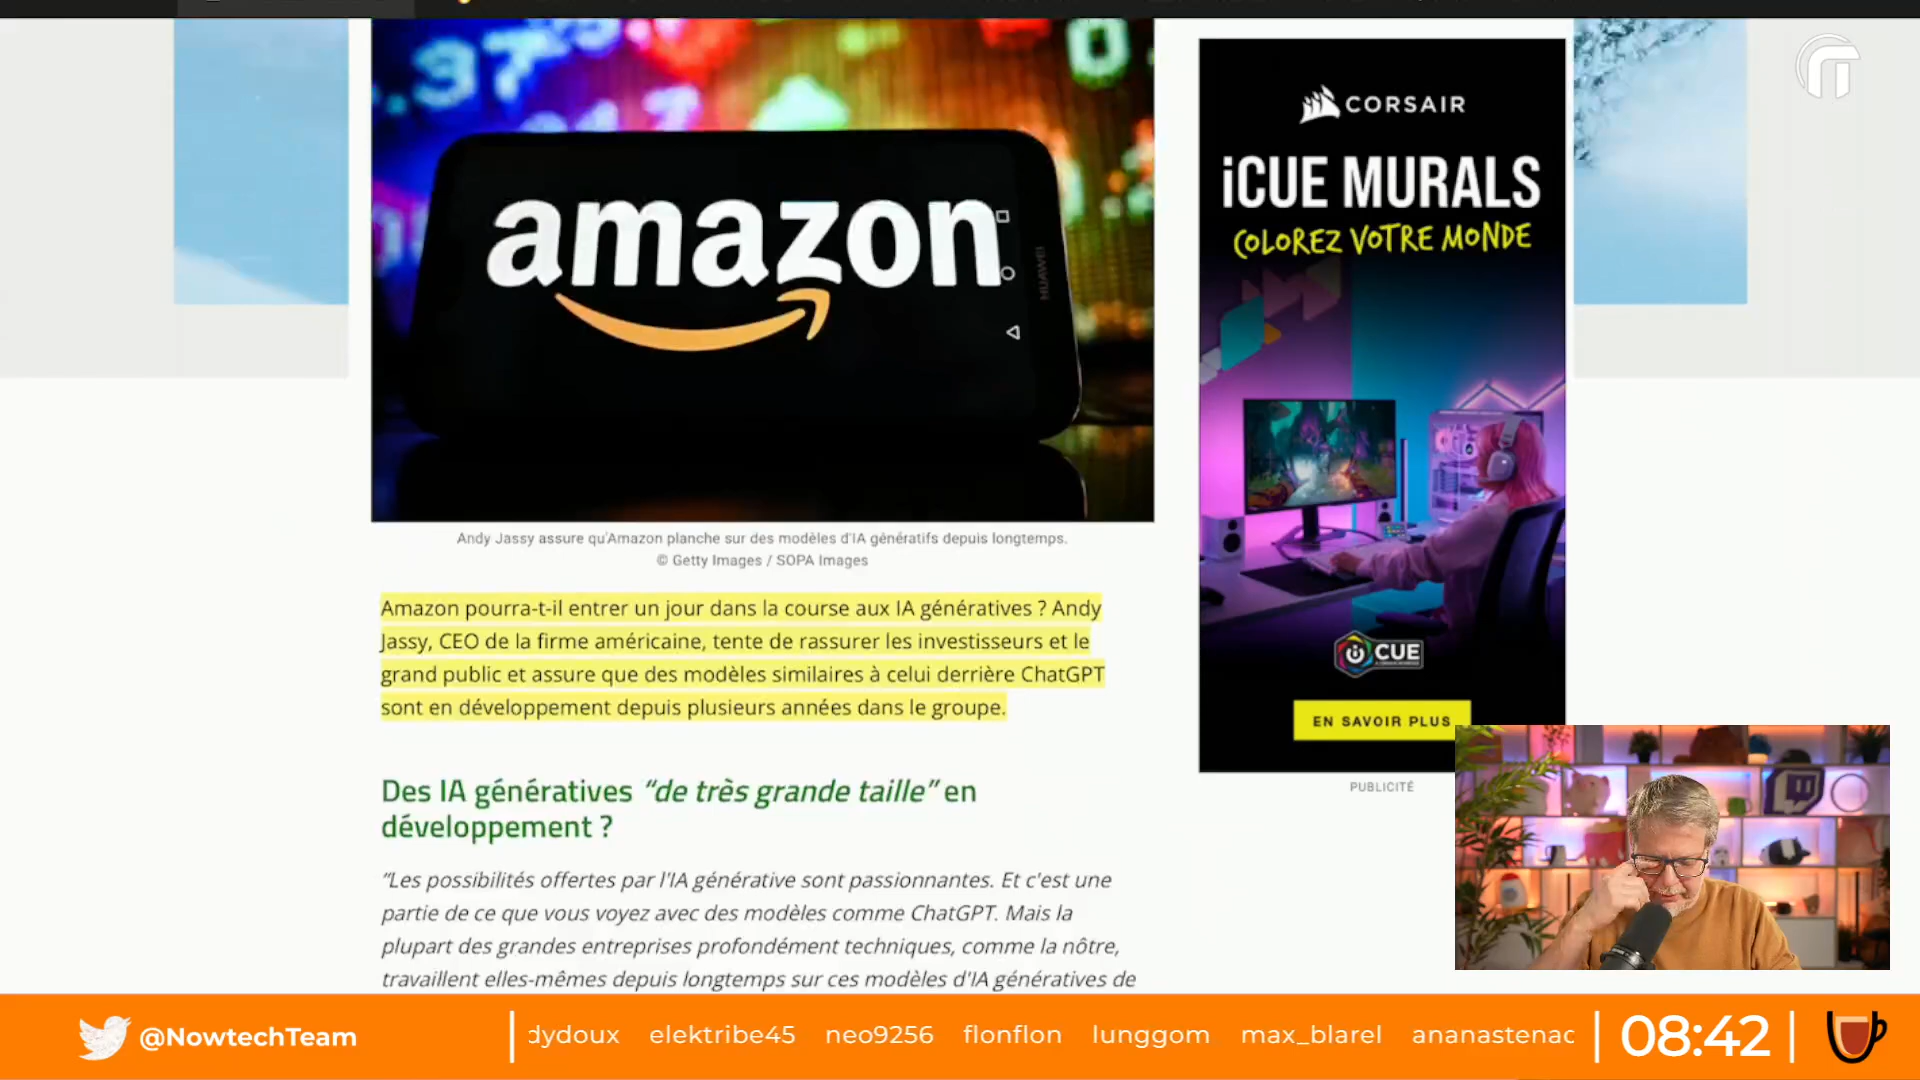 amazon
HUAWEI
Andy Jassy assure qu'Amazon planche sur des modèles d'IA génératifs depuis longtemps.
© Getty Images / SOPA Images
Amazon pourra-t-il entrer un jour dans la course aux IA génératives ? Andy
Jassy, CEO de la firme américaine, tente de rassurer les investisseurs et le
grand public et assure que des modèles similaires à celui derrière ChatGPT
sont en développement depuis plusieurs années dans le groupe.
Des IA génératives “de très grande taille” en
développement ?
“Les possibilités offertes par l'IA générative sont passionnantes. Et c'est une
partie de ce que vous voyez avec des modèles comme ChatGPT. Mais la
plupart des grandes entreprises profondément techniques, comme la nôtre,
travaillent elles-mêmes depuis longtemps sur ces modèles d'IA génératives de
CORSAIR
iCUE MURALS
COLOREZ VOTRE MONDE
iCUE
EN SAVOIR PLUS
PUBLICITÉ
@NowtechTeam
dydoux elektribe45 neo9256 flonflon lunggom max_blarel ananastenac
08:42